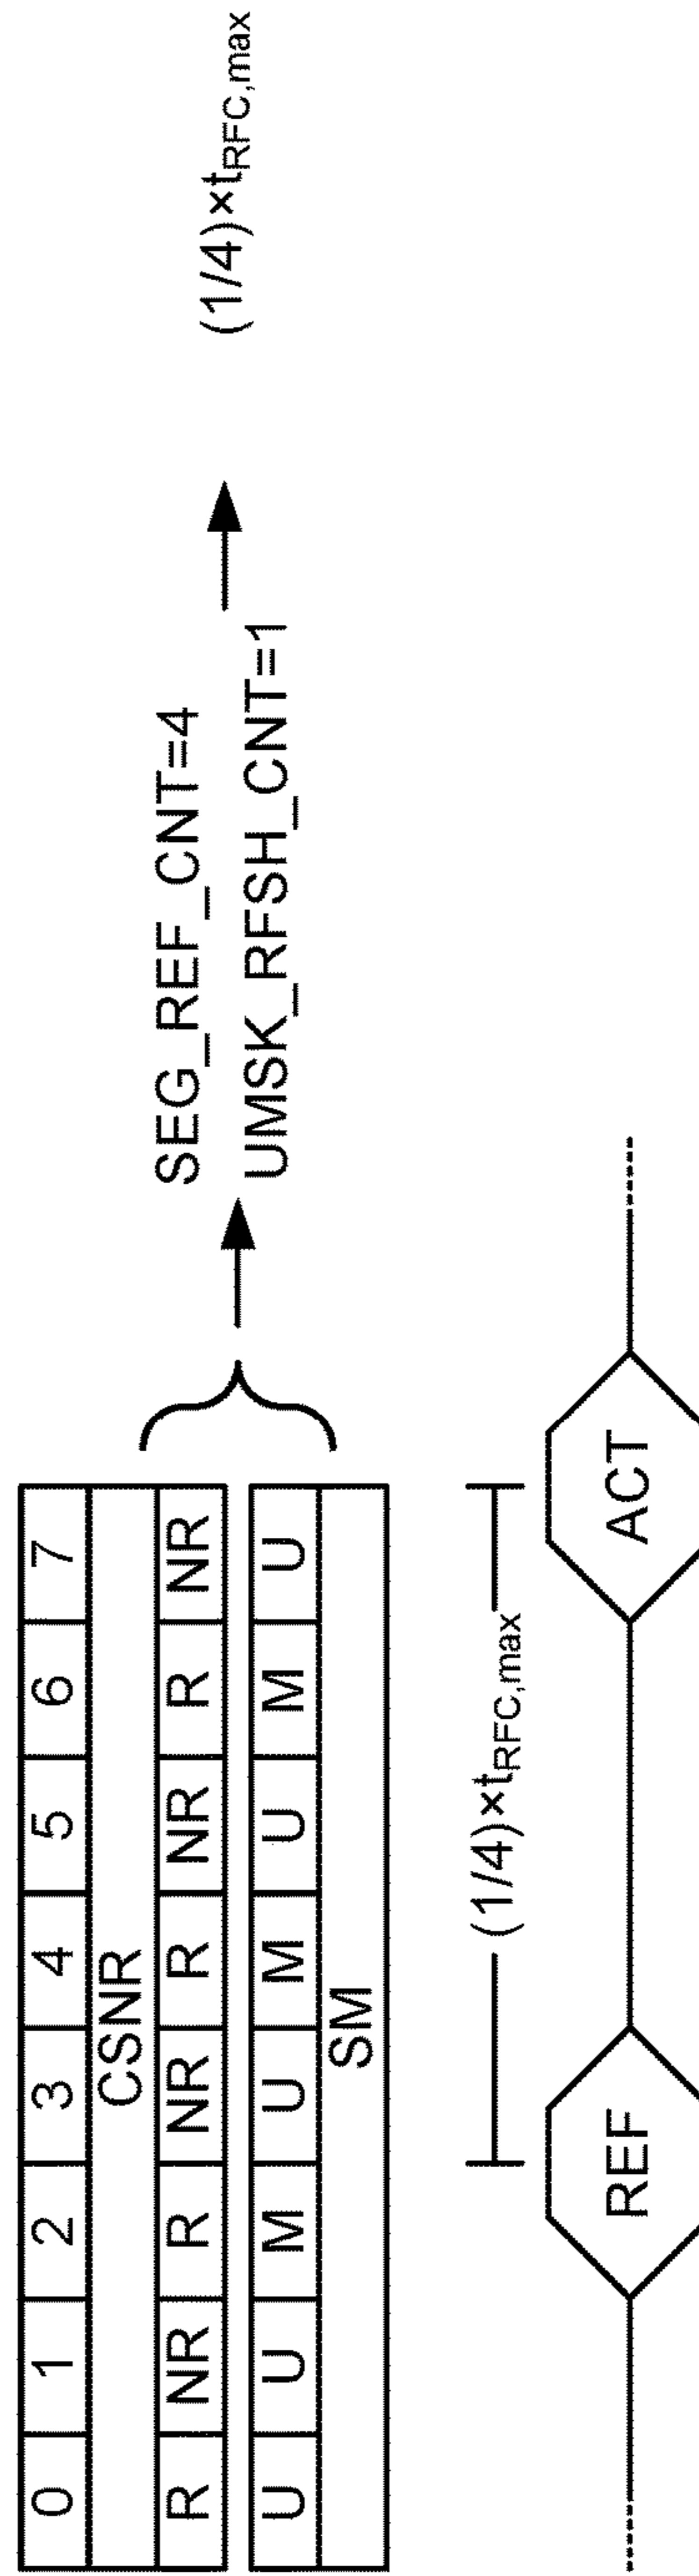 0 1 2 3 4 5 6 7
CSNR
R NR R NR R NR R NR
U U M U M U M U
SM
SEG_REF_CNT=4
UMSK_RFSH_CNT=1
(1/4)×tRFC,max
(1/4)×tRFC,max
REF ACT